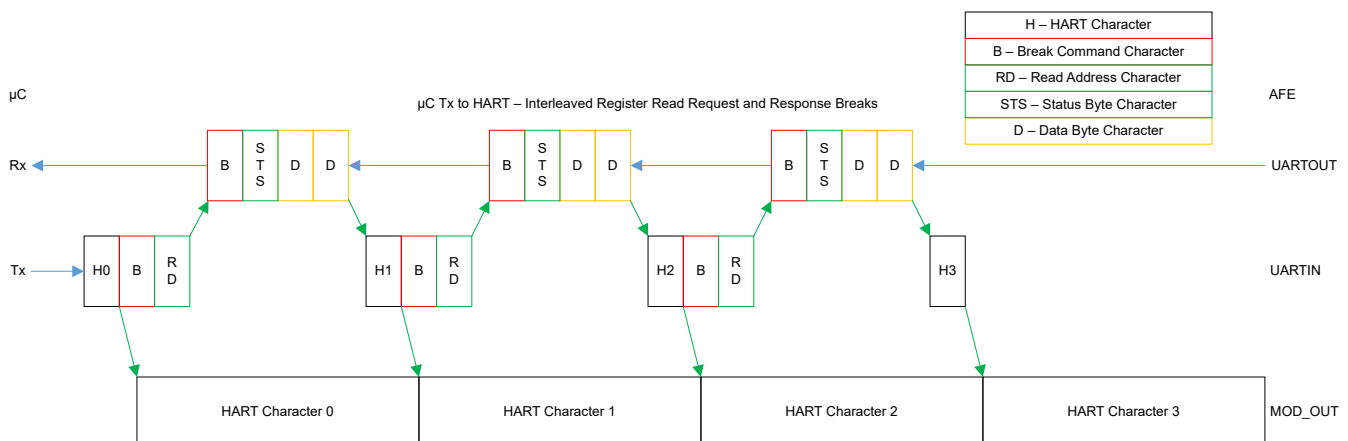 H – HART Character
B – Break Command Character
RD – Read Address Character
STS – Status Byte Character
D – Data Byte Character
µC
µC Tx to HART – Interleaved Register Read Request and Response Breaks
AFE
Rx
B
S
T
S
D
D
B
S
T
S
D
D
B
S
T
S
D
D
UARTOUT
Tx
H0
B
R
D
H1
B
R
D
H2
B
R
D
H3
UARTIN
HART Character 0
HART Character 1
HART Character 2
HART Character 3
MOD_OUT